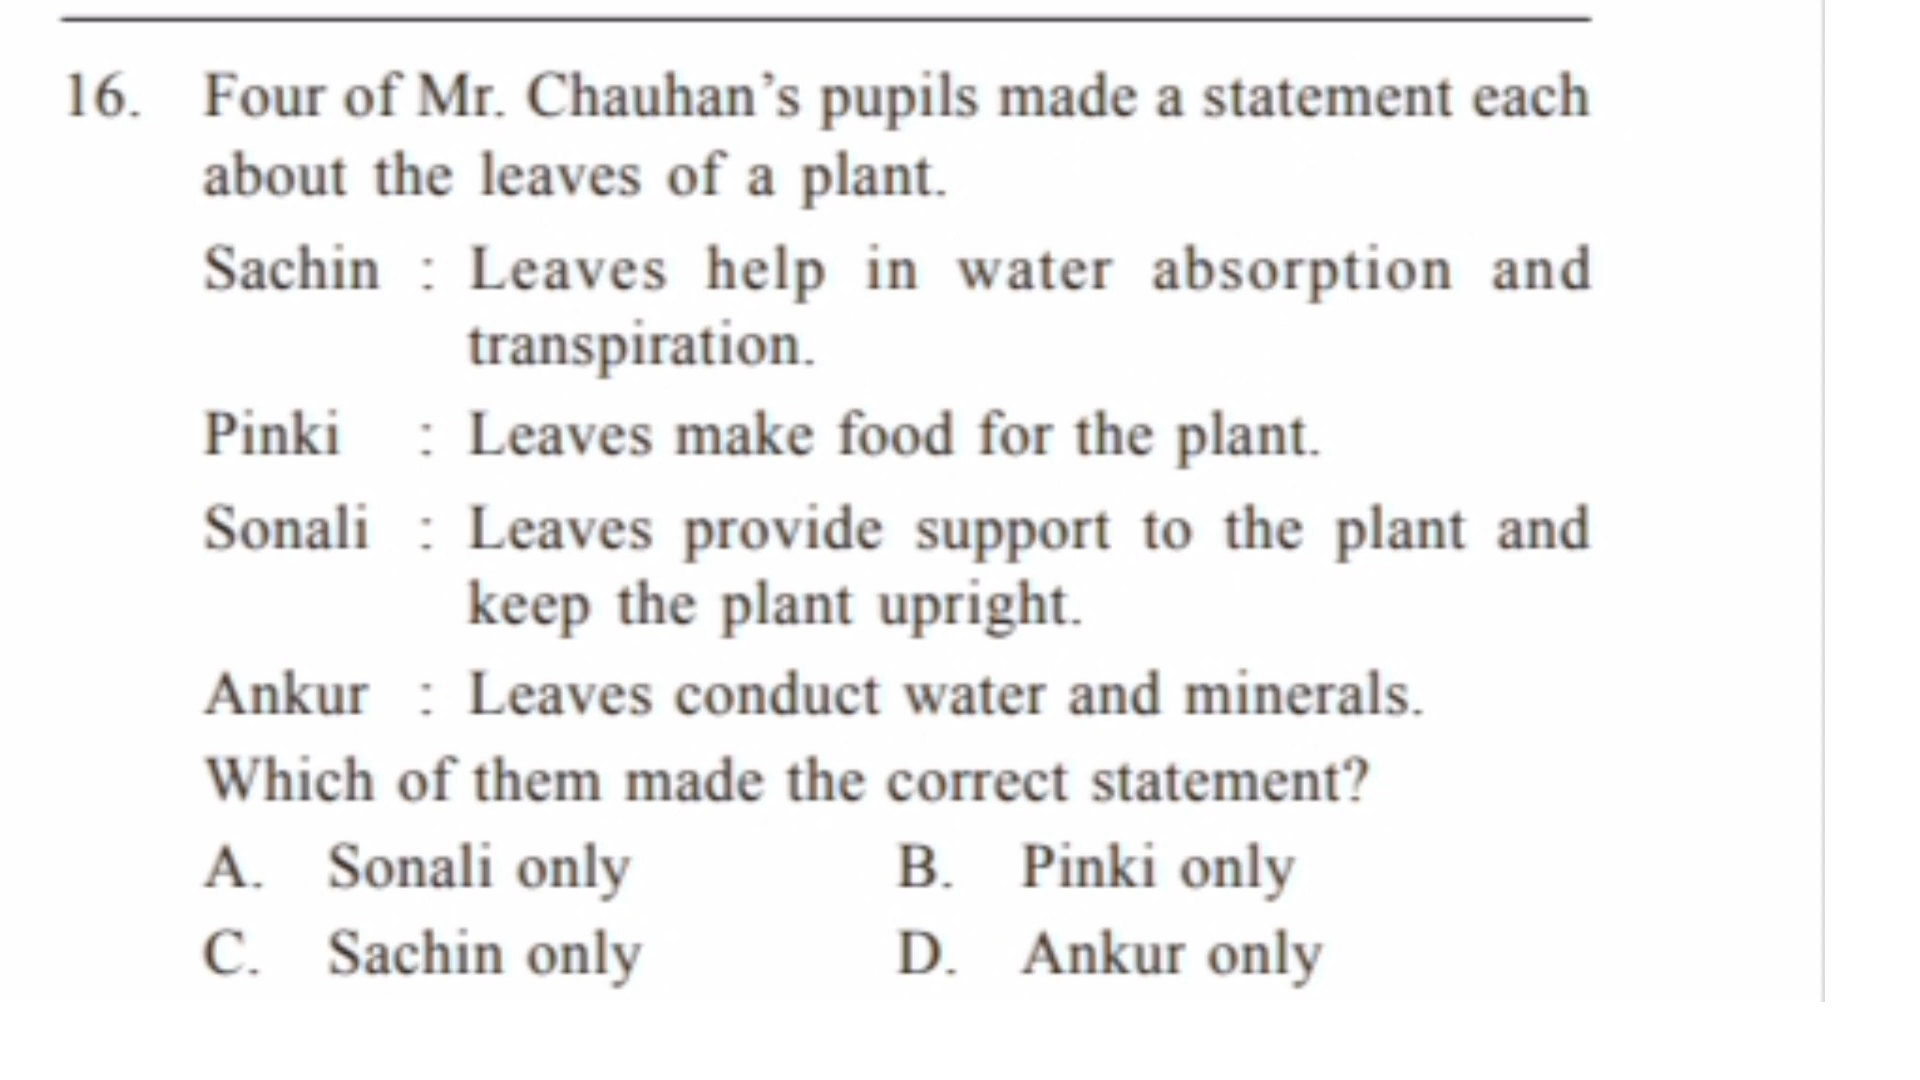 16. Four of Mr. Chauhan’s pupils made a statement each
about the leaves of a plant.
Sachin : Leaves help in water absorption and
transpiration.
Pinki : Leaves make food for the plant.
Sonali : Leaves provide support to the plant and
keep the plant upright.
Ankur : Leaves conduct water and minerals.
Which of them made the correct statement?
A. Sonali only B. Pinki only
C. Sachin only D. Ankur only